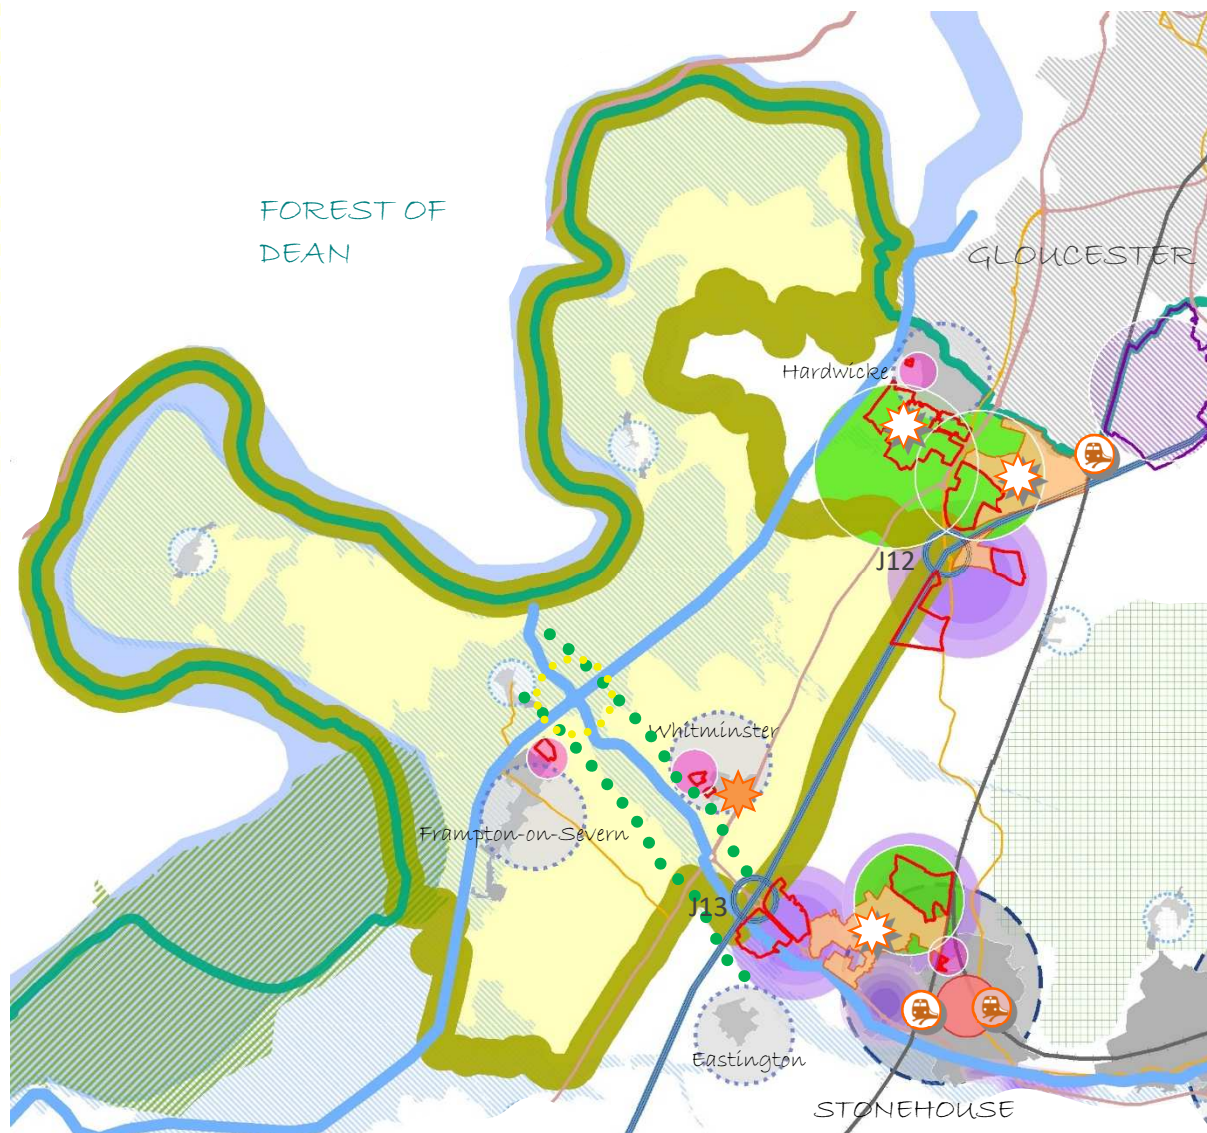 FOREST OF
DEAN
GLOUCESTER
Hardwicke
J12
Whitminster
Frampton-on-Severn
J13
Eastington
STONEHOUSE